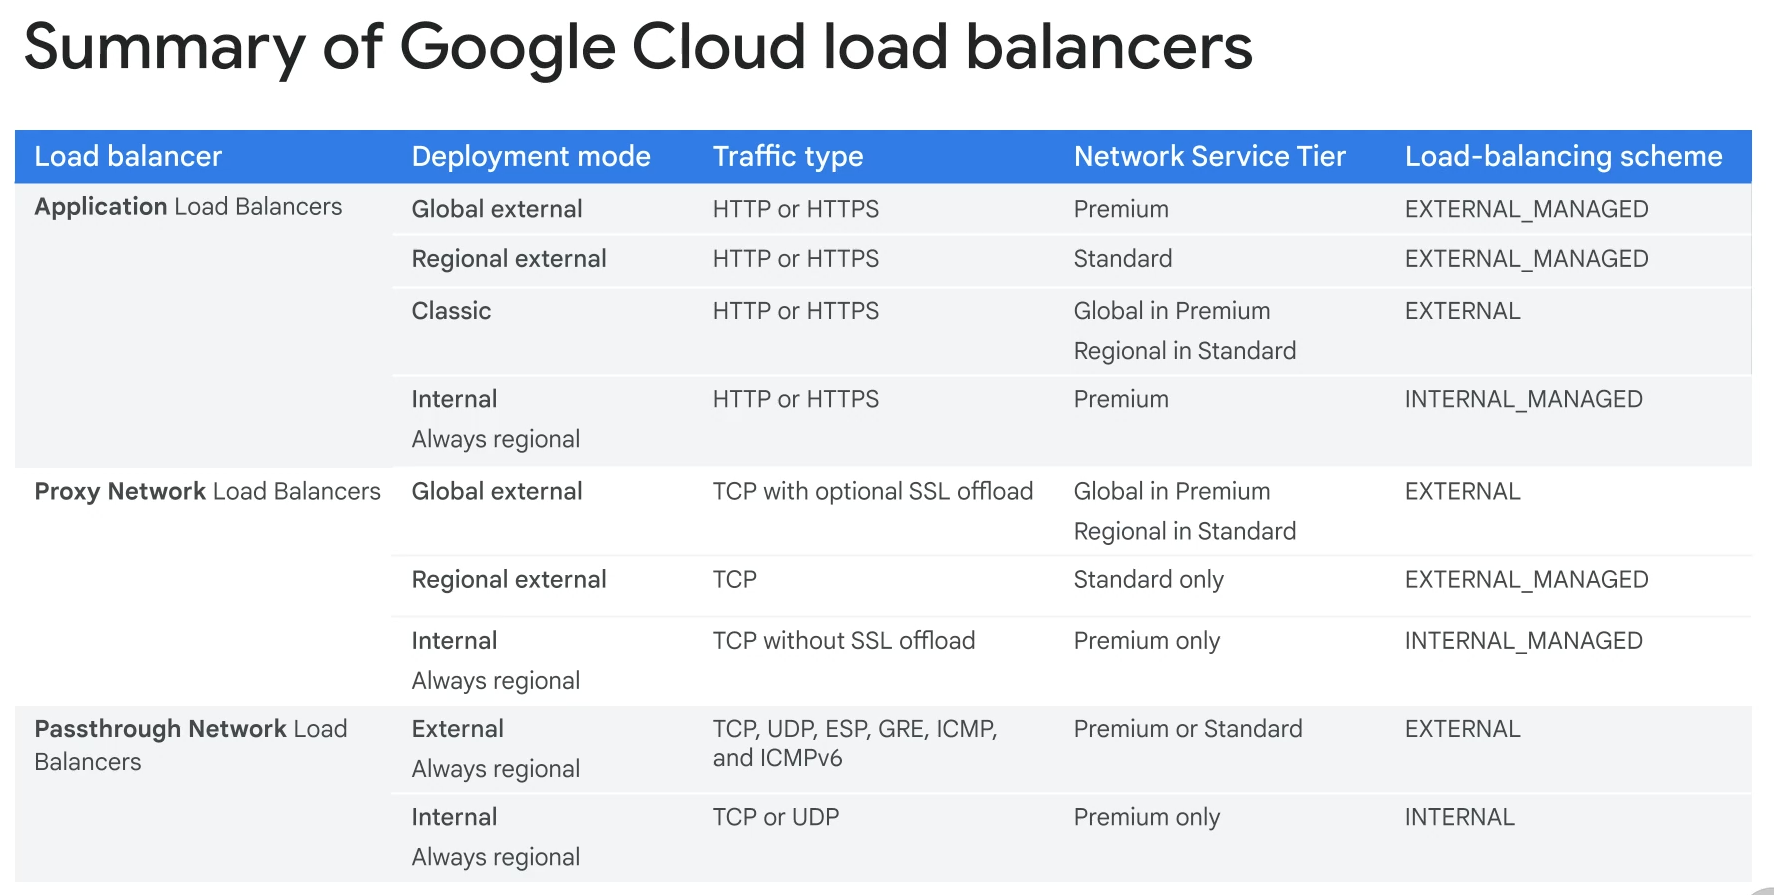 Summary of Google Cloud load balancers
Load balancer Deployment mode Traffic type Network Service Tier Load-balancing scheme
Application Load Balancers Global external HTTP or HTTPS Premium EXTERNAL_MANAGED
Regional external HTTP or HTTPS Standard EXTERNAL_MANAGED
Classic HTTP or HTTPS Global in Premium EXTERNAL
Regional in Standard
Internal HTTP or HTTPS Premium INTERNAL_MANAGED
Always regional
Proxy Network Load Balancers Global external TCP with optional SSL offload Global in Premium EXTERNAL
Regional in Standard
Regional external TCP Standard only EXTERNAL_MANAGED
Internal TCP without SSL offload Premium only INTERNAL_MANAGED
Always regional
Passthrough Network Load External TCP, UDP, ESP, GRE, ICMP, Premium or Standard EXTERNAL
Balancers Always regional and ICMPv6
Internal TCP or UDP Premium only INTERNAL
Always regional